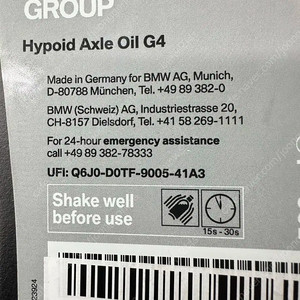 GROUP
Hypoid Axle Oil G4
Made in Germany for BMW AG, Munich,
D-80788 München, Tel. +49 89 382-0
BMW (Schweiz) AG, Industriestrasse 20,
CH-8157 Dielsdorf, Tel. +41 58 269-1111
For 24-hour emergency assistance
call +49 89 382-78333
UFI: Q6J0-D0TF-9005-41A3
Shake well
before use
15s - 30s
23924